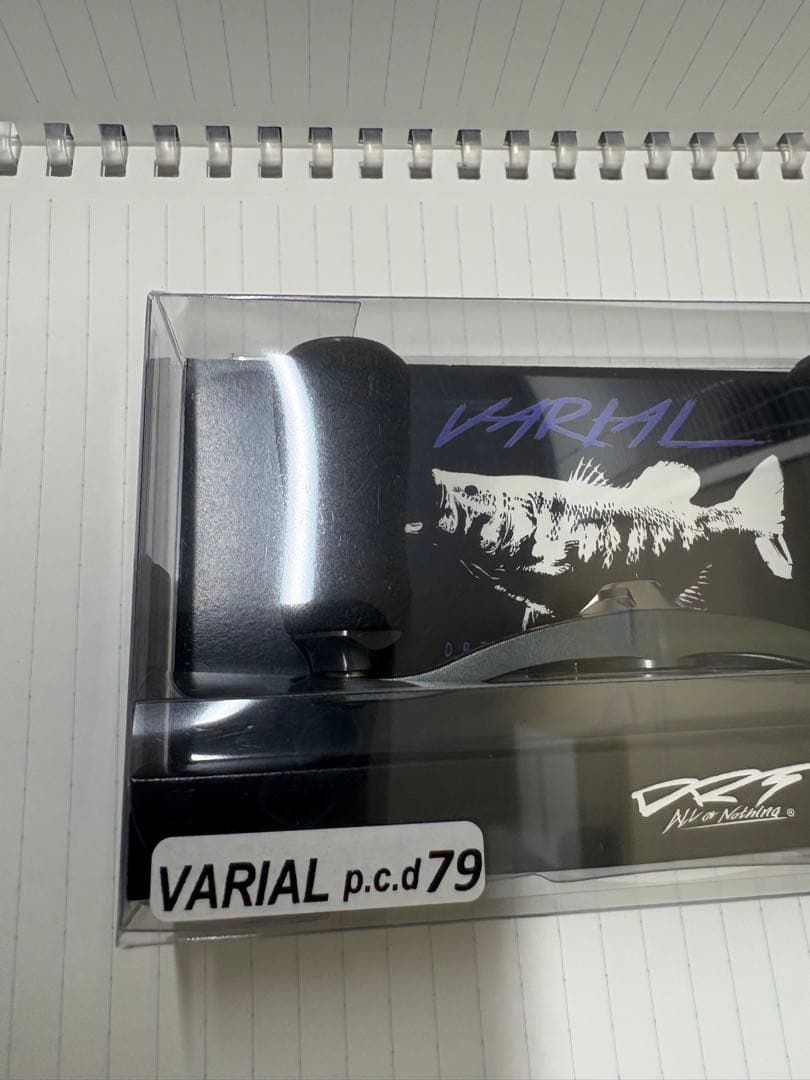 VARIAL
DRT
All or Nothing®
VARIAL p.c.d 79